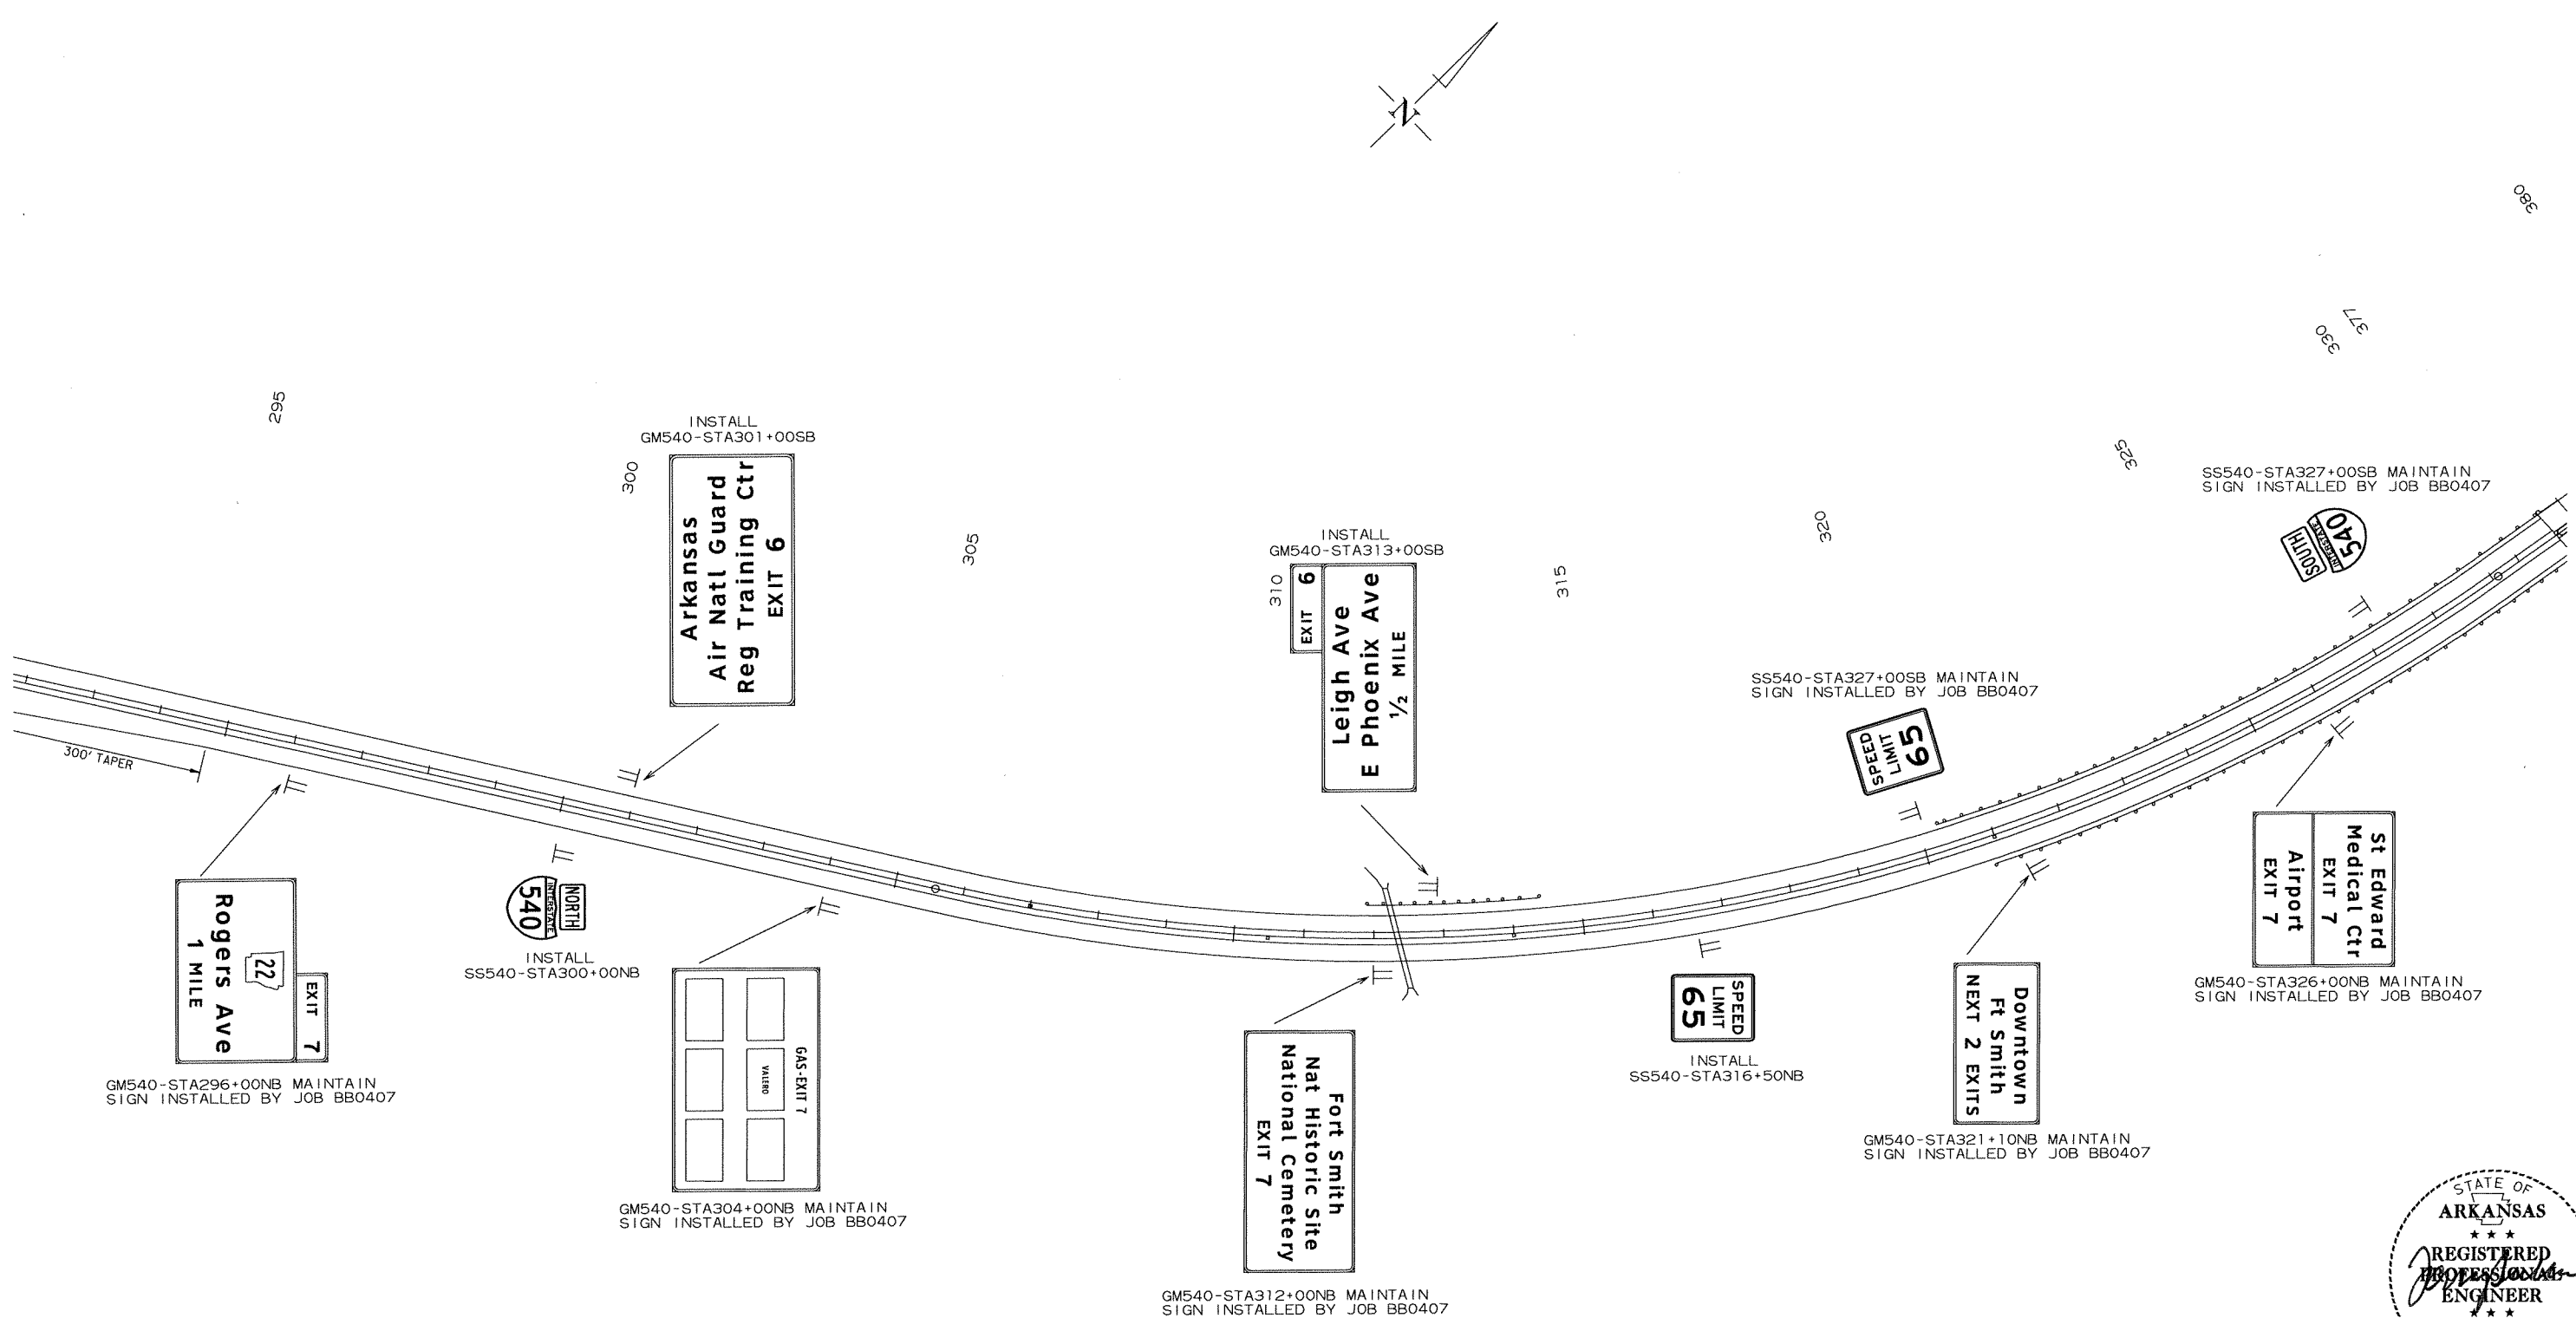 N
380
377
330
325
320
315
310
305
300
295
INSTALL
GM540-STA301+00SB
Arkansas
Air Natl Guard
Reg Training Ctr
EXIT 6
INSTALL
GM540-STA313+00SB
EXIT 6
Leigh Ave
E Phoenix Ave
½ MILE
SS540-STA327+00SB MAINTAIN
SIGN INSTALLED BY JOB BB0407
SOUTH
INTERSTATE
540
SS540-STA327+00SB MAINTAIN
SIGN INSTALLED BY JOB BB0407
SPEED
LIMIT
65
300' TAPER
EXIT 7
22
Rogers Ave
1 MILE
GM540-STA296+00NB MAINTAIN
SIGN INSTALLED BY JOB BB0407
NORTH
INTERSTATE
540
INSTALL
SS540-STA300+00NB
GAS-EXIT 7
VALERO
GM540-STA304+00NB MAINTAIN
SIGN INSTALLED BY JOB BB0407
Fort Smith
Nat Historic Site
National Cemetery
EXIT 7
GM540-STA312+00NB MAINTAIN
SIGN INSTALLED BY JOB BB0407
SPEED
LIMIT
65
INSTALL
SS540-STA316+50NB
Downtown
Ft Smith
NEXT 2 EXITS
GM540-STA321+10NB MAINTAIN
SIGN INSTALLED BY JOB BB0407
St Edward
Medical Ctr
EXIT 7
Airport
EXIT 7
GM540-STA326+00NB MAINTAIN
SIGN INSTALLED BY JOB BB0407
STATE OF
ARKANSAS
REGISTERED
PROFESSIONAL
ENGINEER